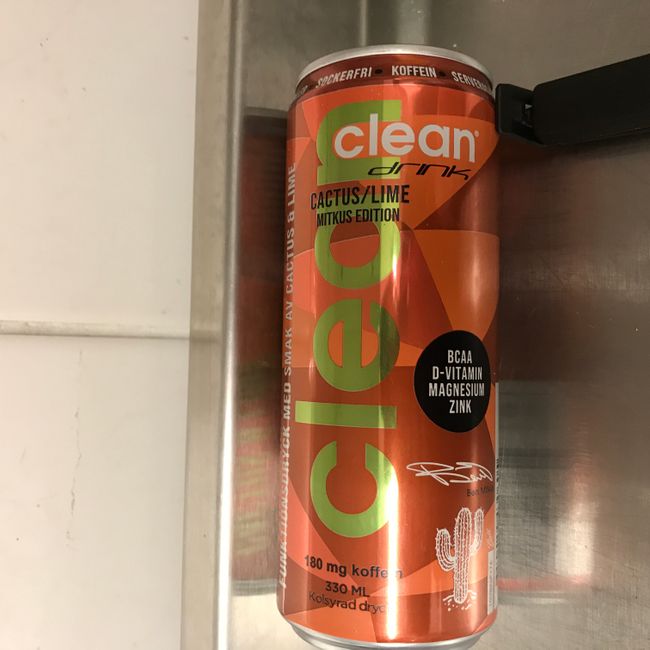 SOCKERFRI • KOFFEIN •
clean
drink
CACTUS/LIME
MITKUS EDITION
clean
FUNKTIONSDRYCK MED SMAK AV CACTUS & LIME
BCAA
D-VITAMIN
MAGNESIUM
ZINK
180 mg koffein
330 ML
Kolsyrad